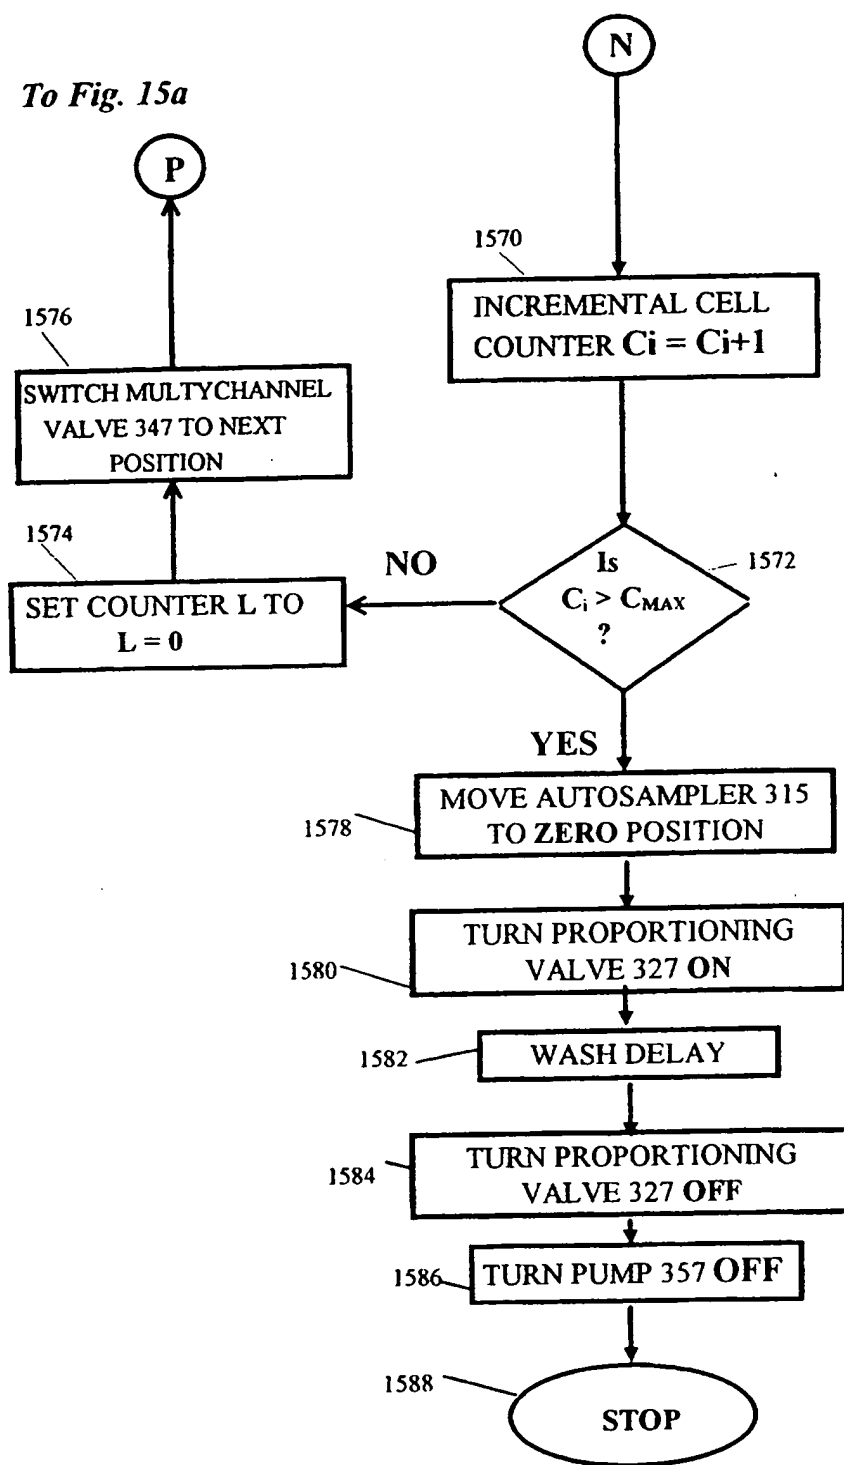 N
To Fig. 15a
P
1570
INCREMENTAL CELL
COUNTER Ci = Ci+1
1576
SWITCH MULTYCHANNEL
VALVE 347 TO NEXT
POSITION
1574
SET COUNTER L TO
L = 0
NO
1572
Is
Ci > CMAX
?
YES
1578
MOVE AUTOSAMPLER 315
TO ZERO POSITION
1580
TURN PROPORTIONING
VALVE 327 ON
1582
WASH DELAY
1584
TURN PROPORTIONING
VALVE 327 OFF
1586
TURN PUMP 357 OFF
1588
STOP